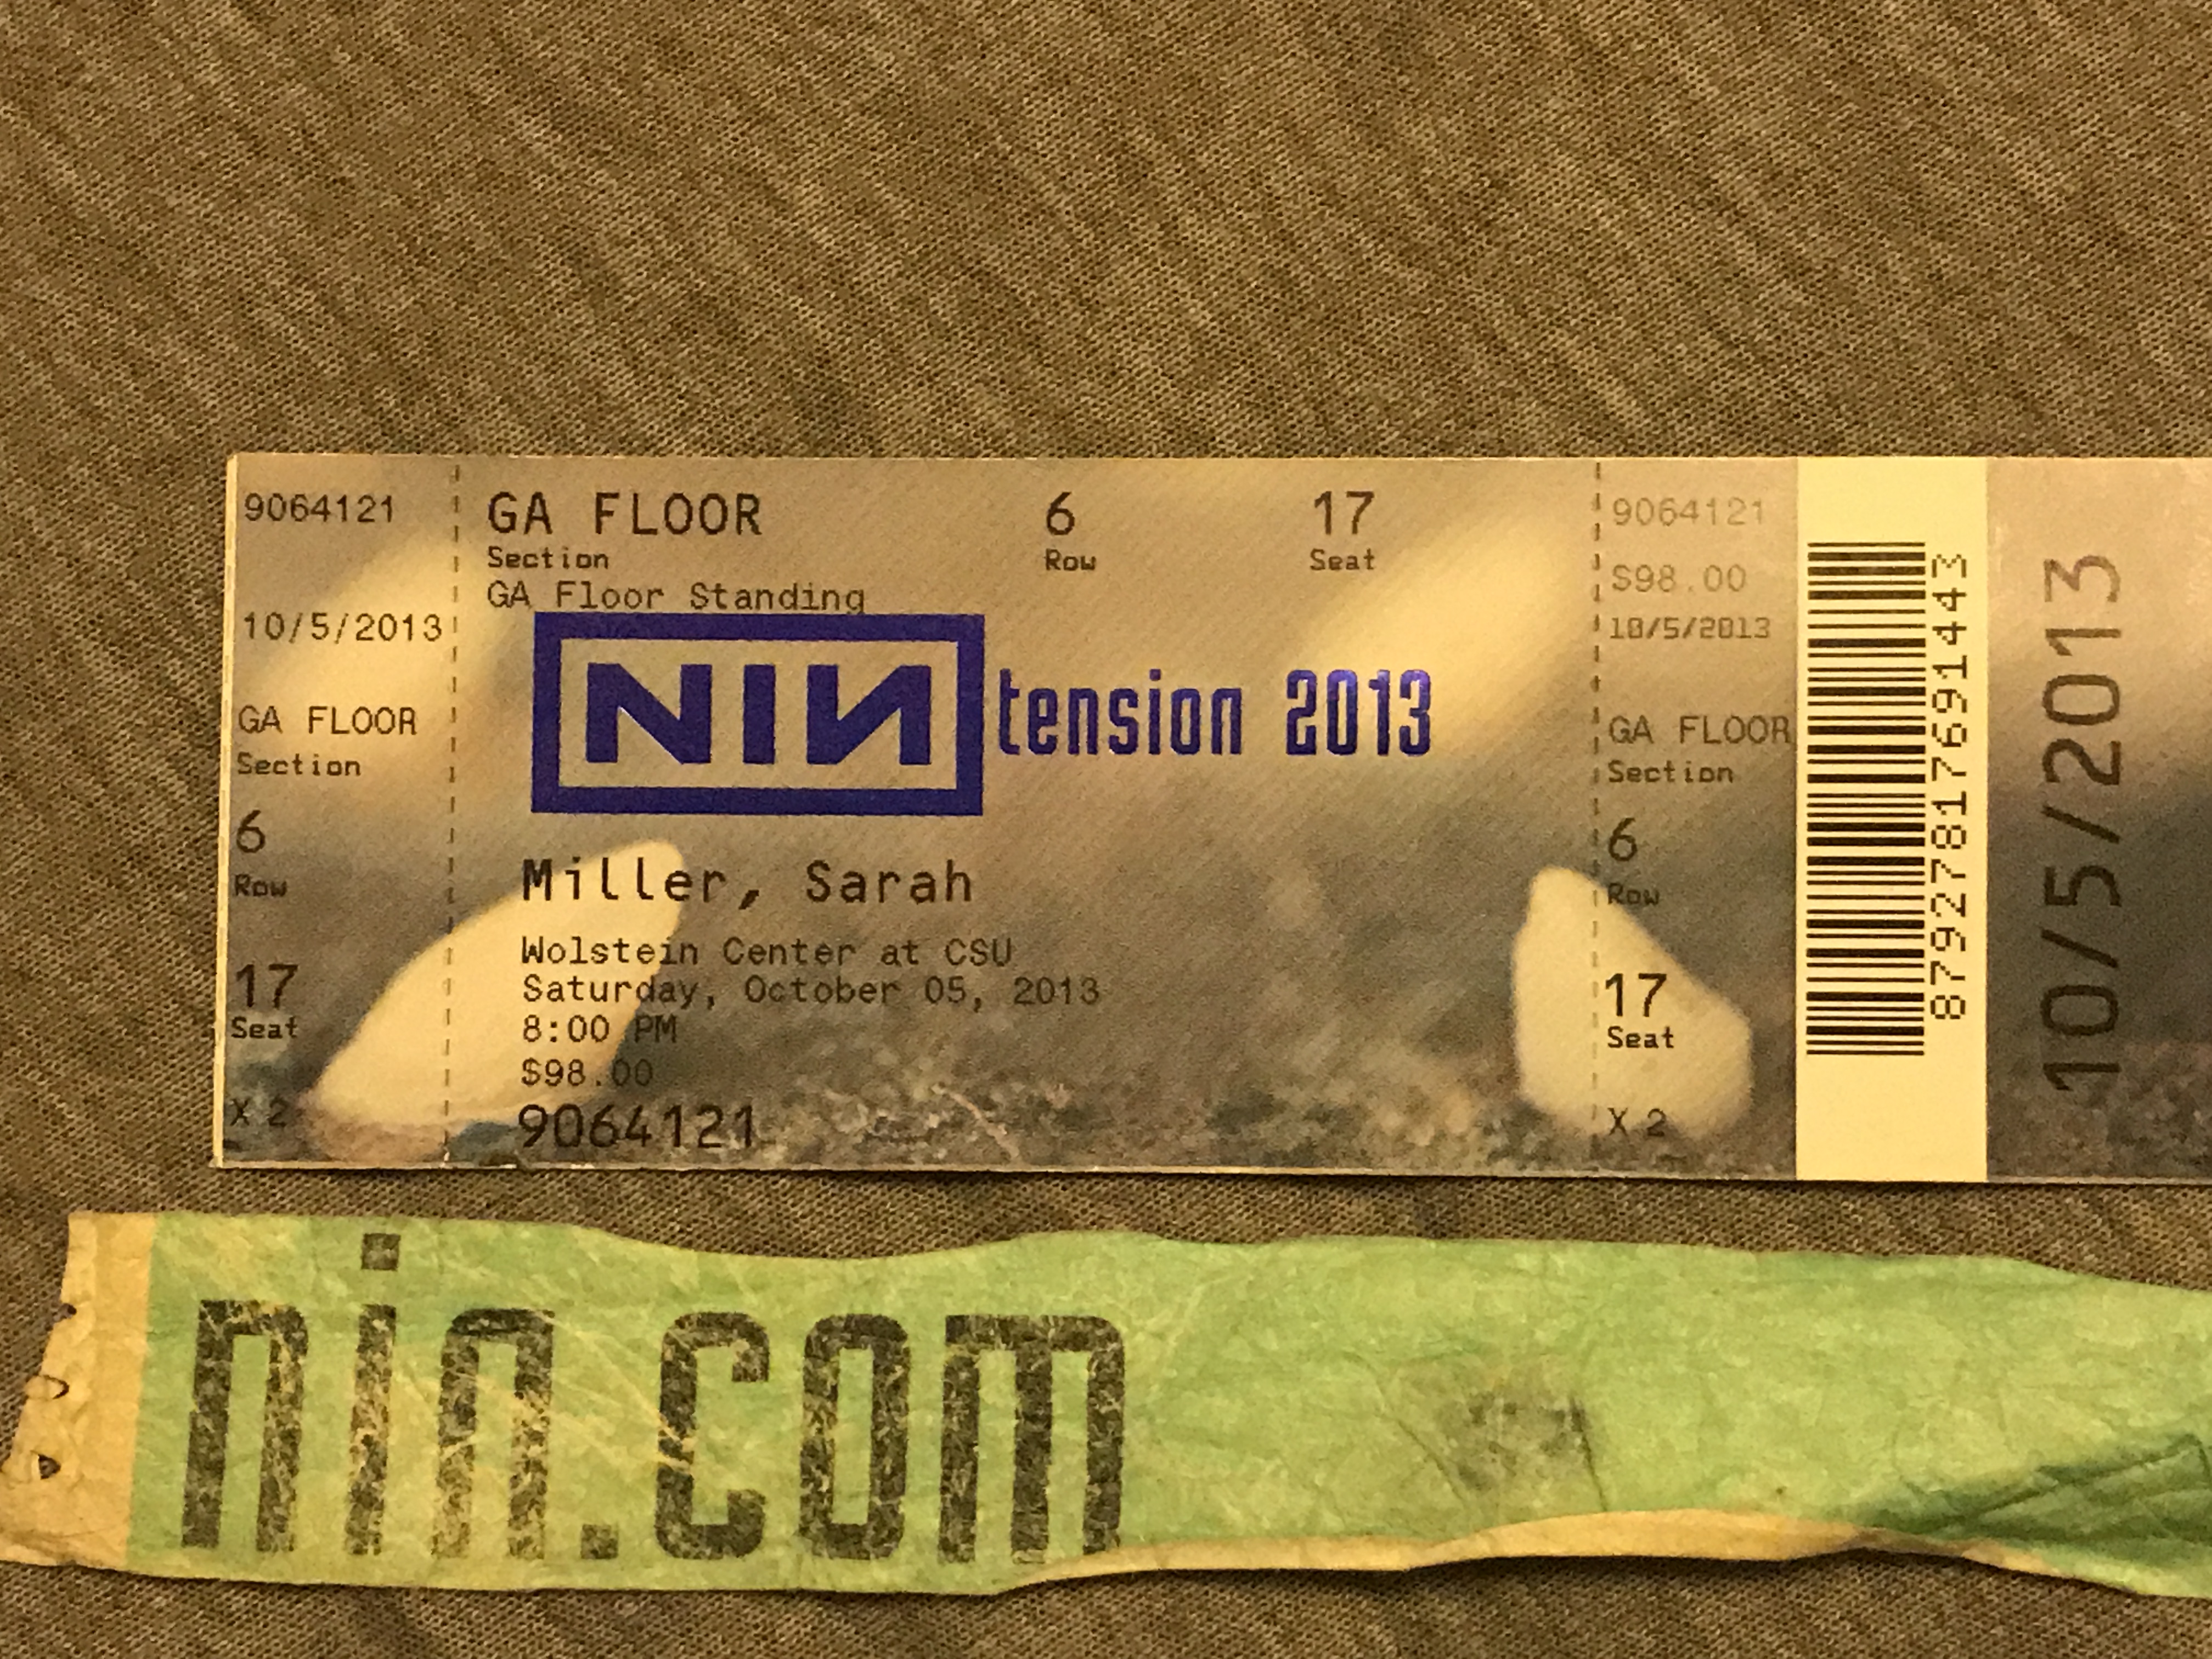 9064121
10/5/2013
GA FLOOR
Section
6
Row
17
Seat
X 2
GA FLOOR 6 17
Section Row Seat
GA Floor Standing
NIN tension 2013
Miller, Sarah
Wolstein Center at CSU
Saturday, October 05, 2013
8:00 PM
$98.00
9064121
9064121
$98.00
10/5/2013
GA FLOOR
Section
6
Row
17
Seat
X 2
87927817691443
10/5/2013
nin.com